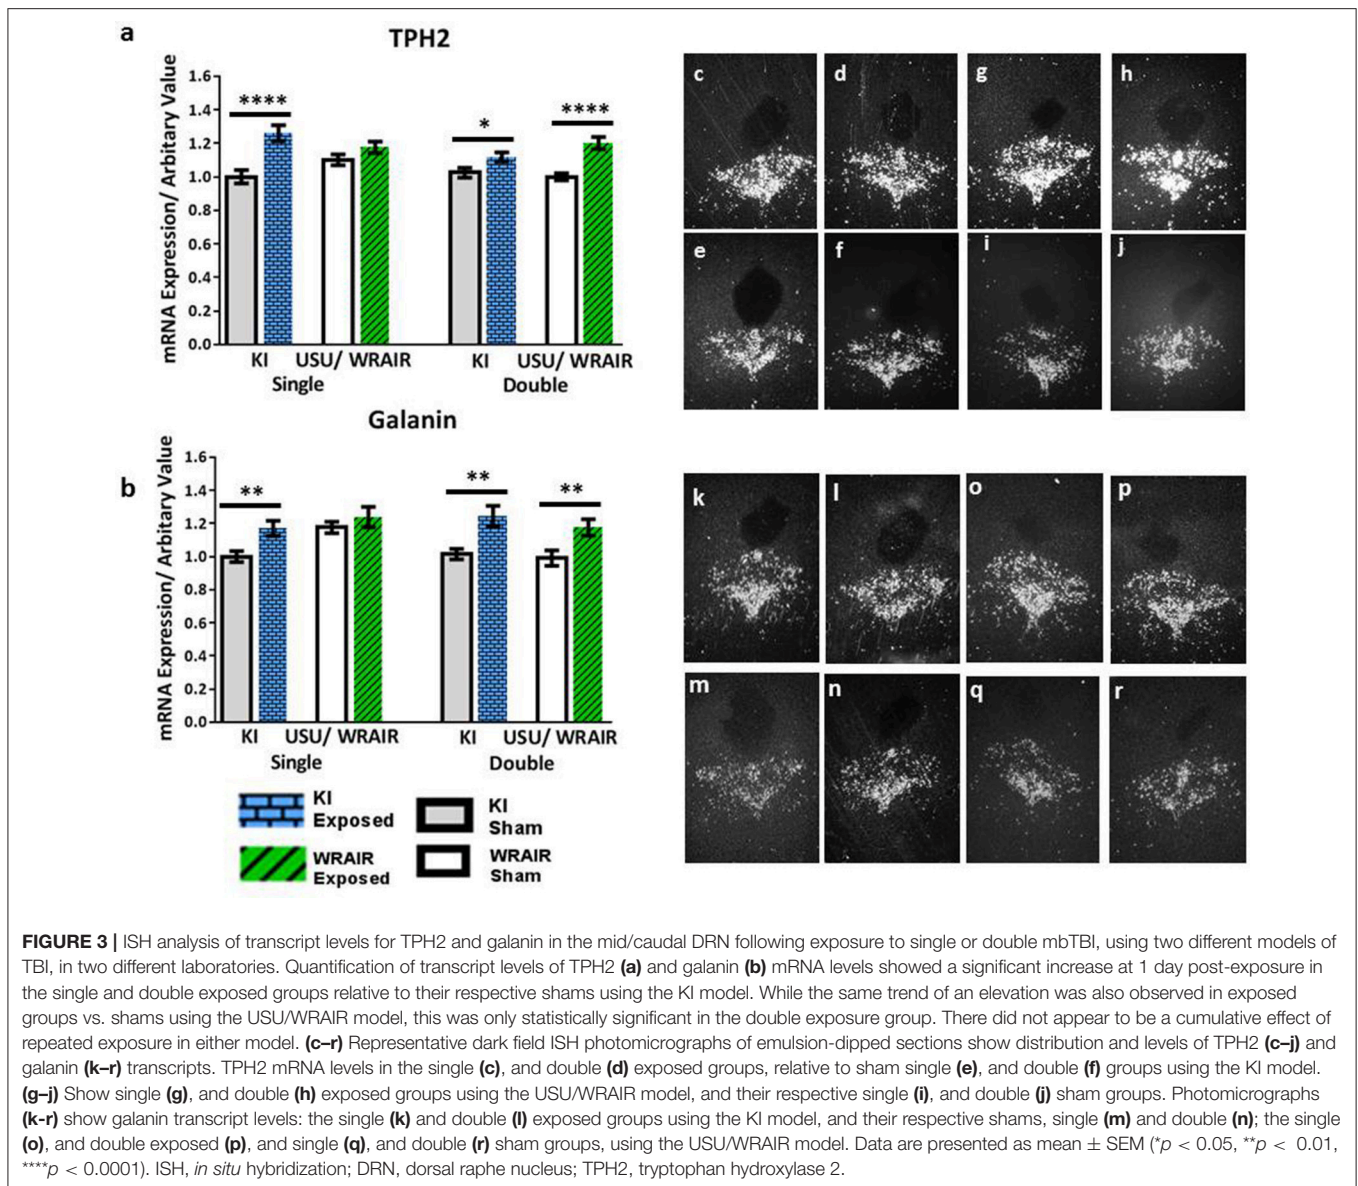 a
TPH2
mRNA Expression/ Arbitary Value
1.6
1.4
1.2
1.0
0.8
0.6
0.4
0.2
0.0
****
*
****
KI USU/ WRAIR KI USU/ WRAIR
Single Double
c d g h
e f i j
Galanin
b
mRNA Expression/ Arbitary Value
1.6
1.4
1.2
1.0
0.8
0.6
0.4
0.2
0.0
**
**
**
KI USU/ WRAIR KI USU/ WRAIR
Single Double
k l o p
m n q r
KI
Exposed
KI
Sham
WRAIR
Exposed
WRAIR
Sham
FIGURE 3 | ISH analysis of transcript levels for TPH2 and galanin in the mid/caudal DRN following exposure to single or double mbTBI, using two different models of
TBI, in two different laboratories. Quantification of transcript levels of TPH2 (a) and galanin (b) mRNA levels showed a significant increase at 1 day post-exposure in
the single and double exposed groups relative to their respective shams using the KI model. While the same trend of an elevation was also observed in exposed
groups vs. shams using the USU/WRAIR model, this was only statistically significant in the double exposure group. There did not appear to be a cumulative effect of
repeated exposure in either model. (c–r) Representative dark field ISH photomicrographs of emulsion-dipped sections show distribution and levels of TPH2 (c–j) and
galanin (k–r) transcripts. TPH2 mRNA levels in the single (c), and double (d) exposed groups, relative to sham single (e), and double (f) groups using the KI model.
(g–j) Show single (g), and double (h) exposed groups using the USU/WRAIR model, and their respective single (i), and double (j) sham groups. Photomicrographs
(k-r) show galanin transcript levels: the single (k) and double (l) exposed groups using the KI model, and their respective shams, single (m) and double (n); the single
(o), and double exposed (p), and single (q), and double (r) sham groups, using the USU/WRAIR model. Data are presented as mean ± SEM (*p < 0.05, **p < 0.01,
****p < 0.0001). ISH, in situ hybridization; DRN, dorsal raphe nucleus; TPH2, tryptophan hydroxylase 2.